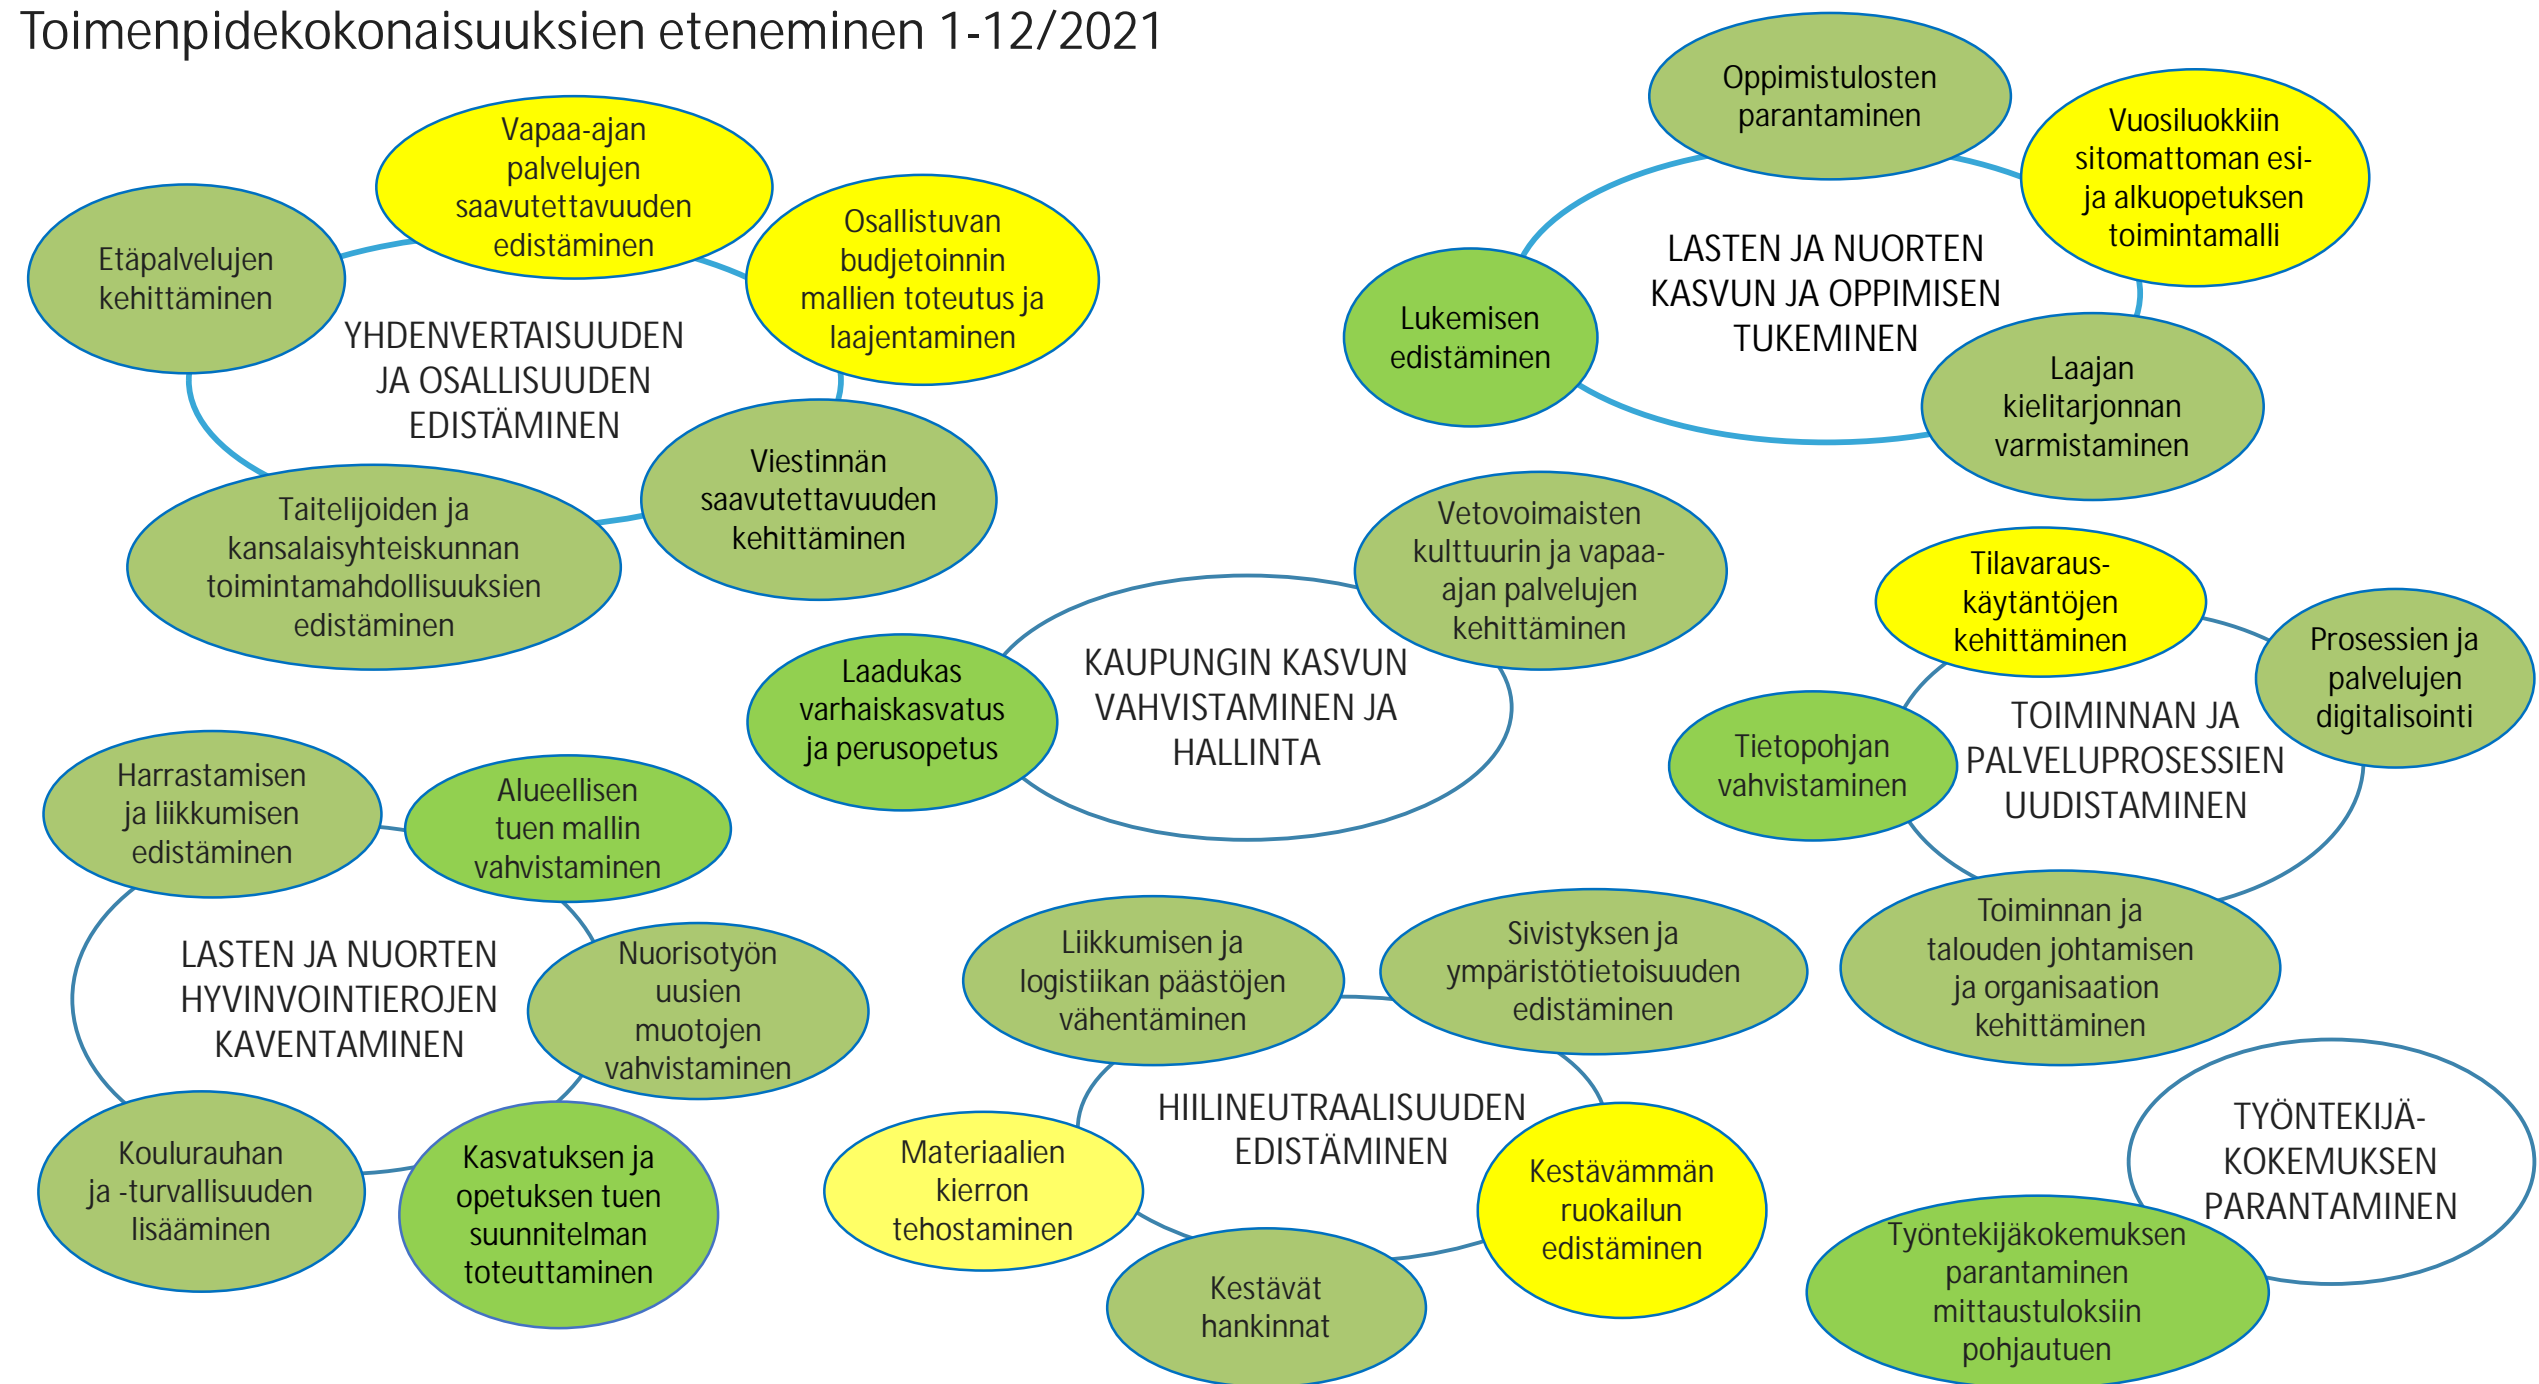 Toimenpidekokonaisuuksien eteneminen 1-12/2021
Vapaa-ajan
palvelujen
saavutettavuuden
edistäminen
Etäpalvelujen
kehittäminen
Osallistuvan
budjetoinnin
mallien toteutus ja
laajentaminen
YHDENVERTAISUUDEN
JA OSALLISUUDEN
EDISTÄMINEN
Viestinnän
saavutettavuuden
kehittäminen
Taitelijoiden ja
kansalaisyhteiskunnan
toimintamahdollisuuksien
edistäminen
Oppimistulosten
parantaminen
Vuosiluokkiin
sitomattoman esi-
ja alkuopetuksen
toimintamalli
LASTEN JA NUORTEN
KASVUN JA OPPIMISEN
TUKEMINEN
Lukemisen
edistäminen
Laajan
kielitarjonnan
varmistaminen
Vetovoimaisten
kulttuurin ja vapaa-
ajan palvelujen
kehittäminen
KAUPUNGIN KASVUN
VAHVISTAMINEN JA
HALLINTA
Laadukas
varhaiskasvatus
ja perusopetus
Tilavaraus-
käytäntöjen
kehittäminen
Prosessien ja
palvelujen
digitalisointi
TOIMINNAN JA
PALVELUPROSESSIEN
UUDISTAMINEN
Tietopohjan
vahvistaminen
Toiminnan ja
talouden johtamisen
ja organisaation
kehittäminen
Harrastamisen
ja liikkumisen
edistäminen
Alueellisen
tuen mallin
vahvistaminen
LASTEN JA NUORTEN
HYVINVOINTIEROJEN
KAVENTAMINEN
Nuorisotyön
uusien
muotojen
vahvistaminen
Koulurauhan
ja -turvallisuuden
lisääminen
Kasvatuksen ja
opetuksen tuen
suunnitelman
toteuttaminen
Liikkumisen ja
logistiikan päästöjen
vähentäminen
Sivistyksen ja
ympäristötietoisuuden
edistäminen
HIILINEUTRAALISUUDEN
EDISTÄMINEN
Materiaalien
kierron
tehostaminen
Kestävämmän
ruokailun
edistäminen
Kestävät
hankinnat
TYÖNTEKIJÄ-
KOKEMUKSEN
PARANTAMINEN
Työntekijäkokemuksen
parantaminen
mittaustuloksiin
pohjautuen